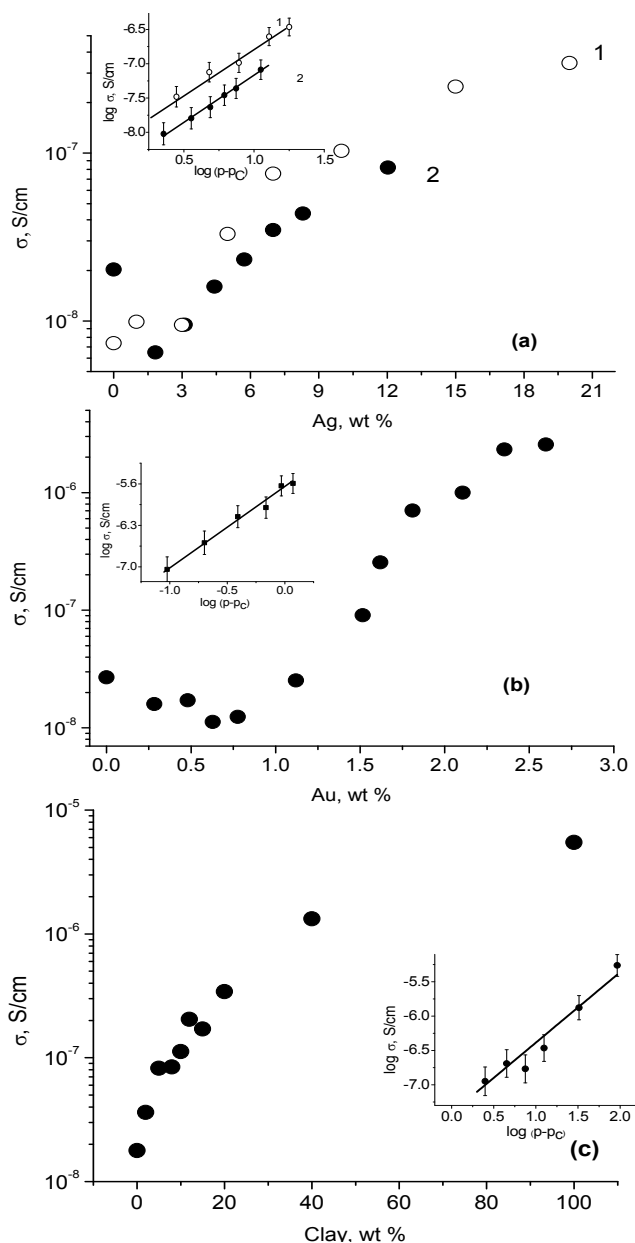 -6.5
-7.0
-7.5
-8.0
log σ, S/cm
1
2
0.5 1.0 1.5
log (p-pC)
1
2
10-7
10-8
σ, S/cm
(a)
0 3 6 9 12 15 18 21
Ag, wt %
-5.6
-6.3
-7.0
log σ, S/cm
-1.0 -0.5 0.0
log (p-pC)
10-6
10-7
10-8
σ, S/cm
(b)
0.0 0.5 1.0 1.5 2.0 2.5 3.0
Au, wt %
10-5
10-6
10-7
10-8
σ, S/cm
-5.5
-6.0
-6.5
-7.0
log σ, S/cm
0.0 0.5 1.0 1.5 2.0
log (p-pC)
(c)
0 20 40 60 80 100
Clay, wt %